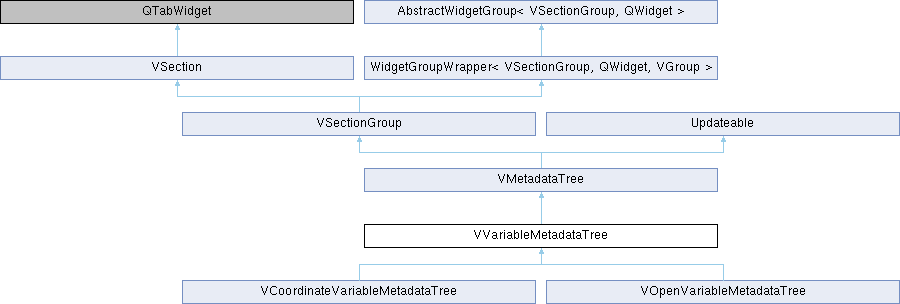 QTabWidget
AbstractWidgetGroup< VSectionGroup, QWidget >
VSection
WidgetGroupWrapper< VSectionGroup, QWidget, VGroup >
VSectionGroup
Updateable
VMetadataTree
VVariableMetadataTree
VCoordinateVariableMetadataTree
VOpenVariableMetadataTree